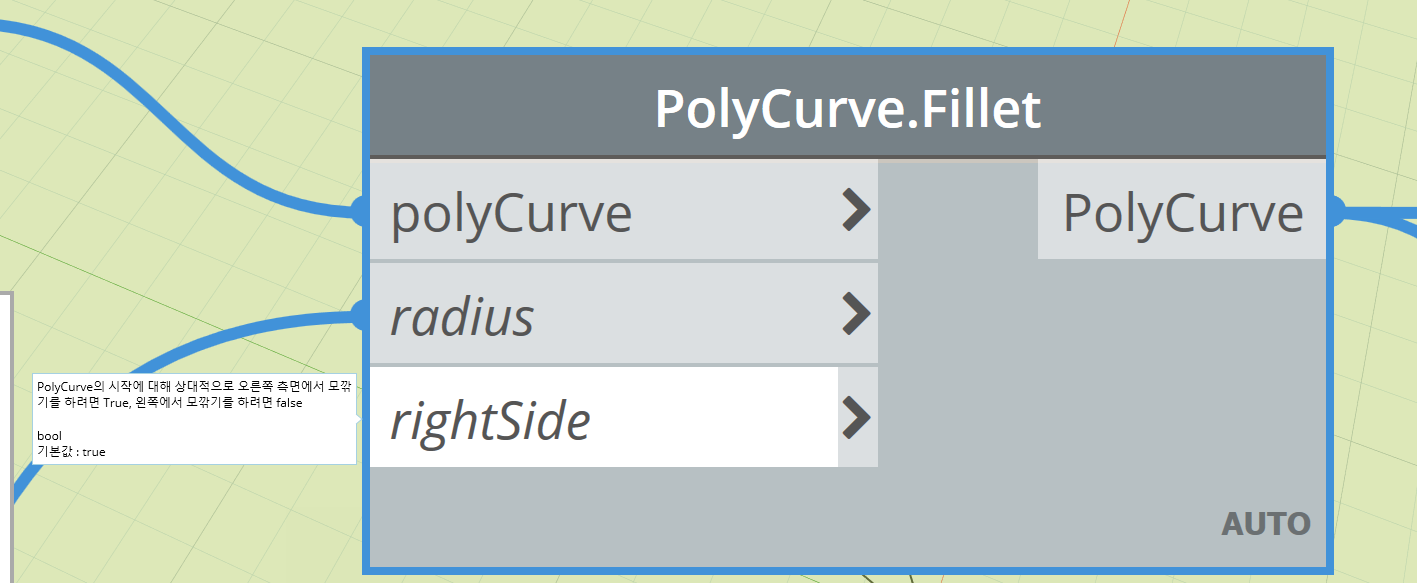 PolyCurve.Fillet
polyCurve
PolyCurve
radius
rightSide
PolyCurve의 시작에 대해 상대적으로 오른쪽 측면에서 모깎
기를 하려면 True, 왼쪽에서 모깎기를 하려면 false
bool
기본값 : true
AUTO